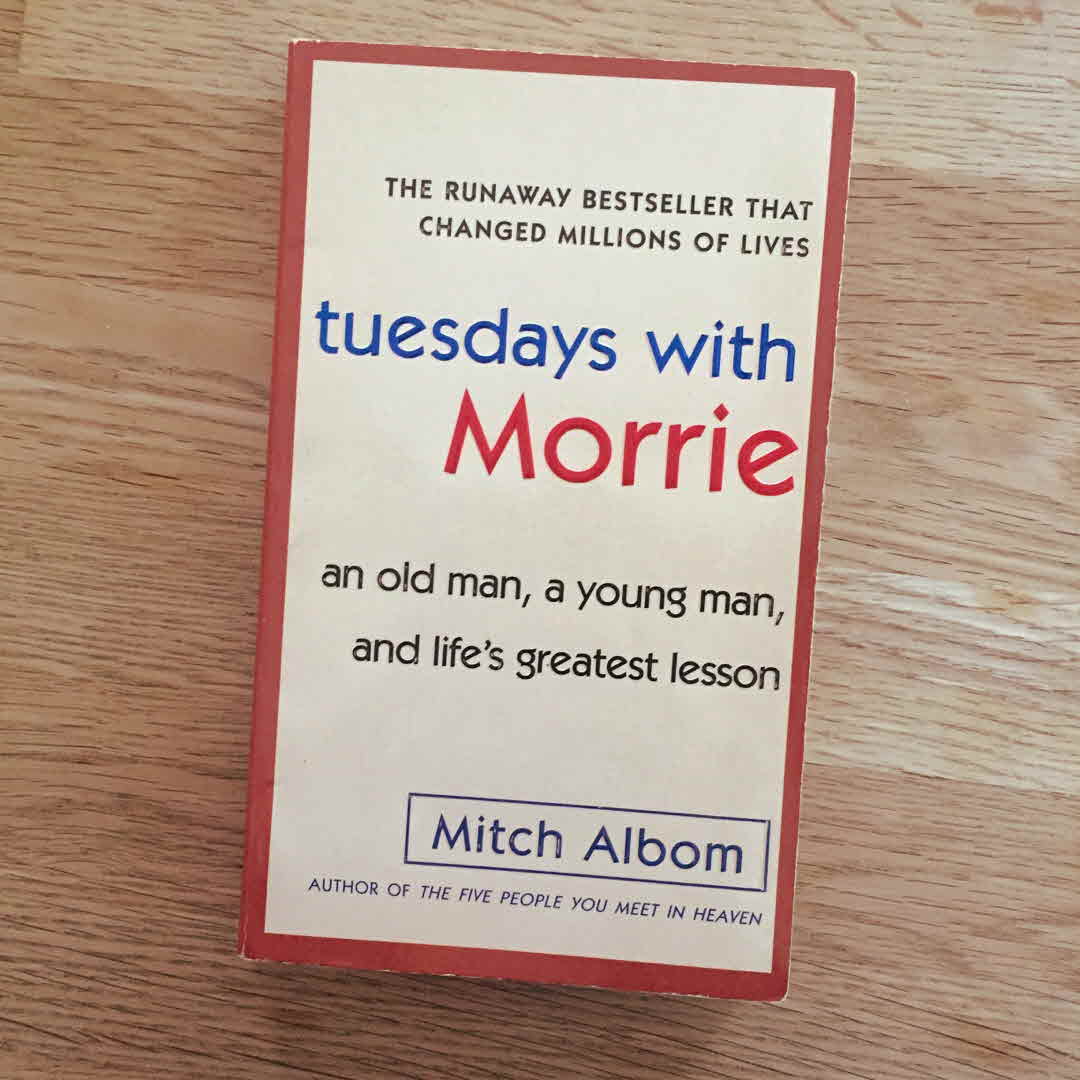 THE RUNAWAY BESTSELLER THAT
CHANGED MILLIONS OF LIVES
tuesdays with
Morrie
an old man, a young man,
and life's greatest lesson
Mitch Albom
AUTHOR OF THE FIVE PEOPLE YOU MEET IN HEAVEN